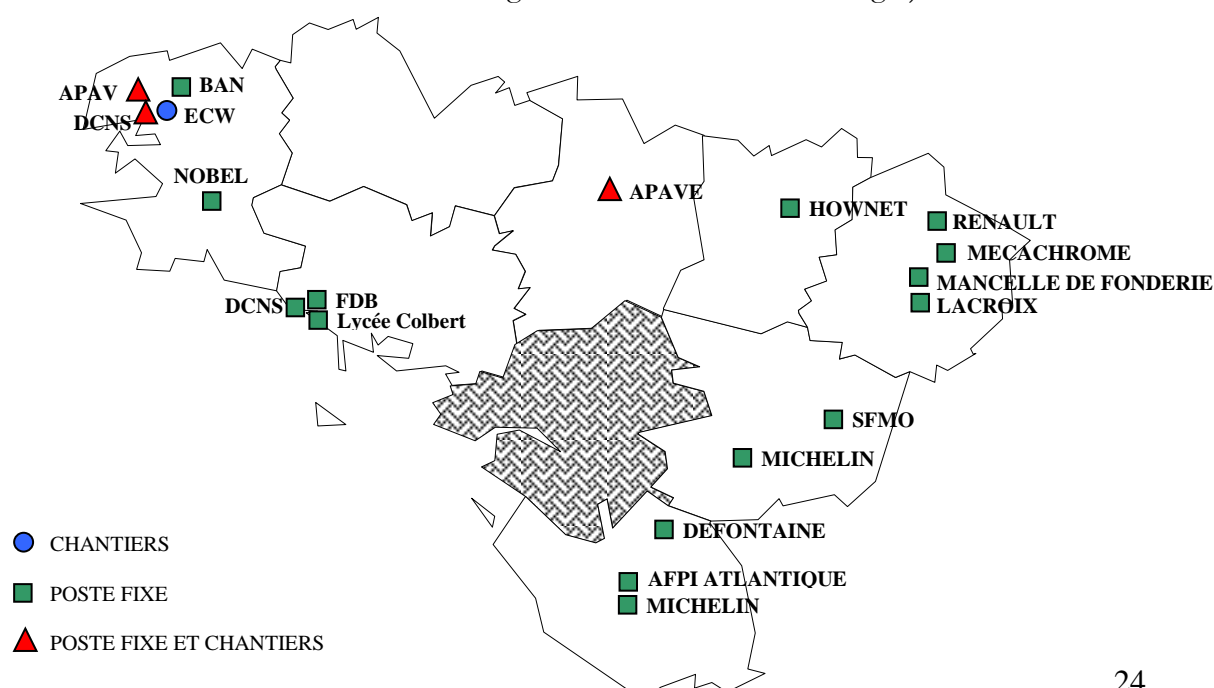 BAN
APAV
ECW
DCNS
NOBEL
APAVE
HOWNET
RENAULT
MECACHROME
MANCELLE DE FONDERIE
LACROIX
DCNS
FDB
Lycée Colbert
SFMO
MICHELIN
DEFONTAINE
AFPI ATLANTIQUE
MICHELIN
CHANTIERS
POSTE FIXE
POSTE FIXE ET CHANTIERS
24